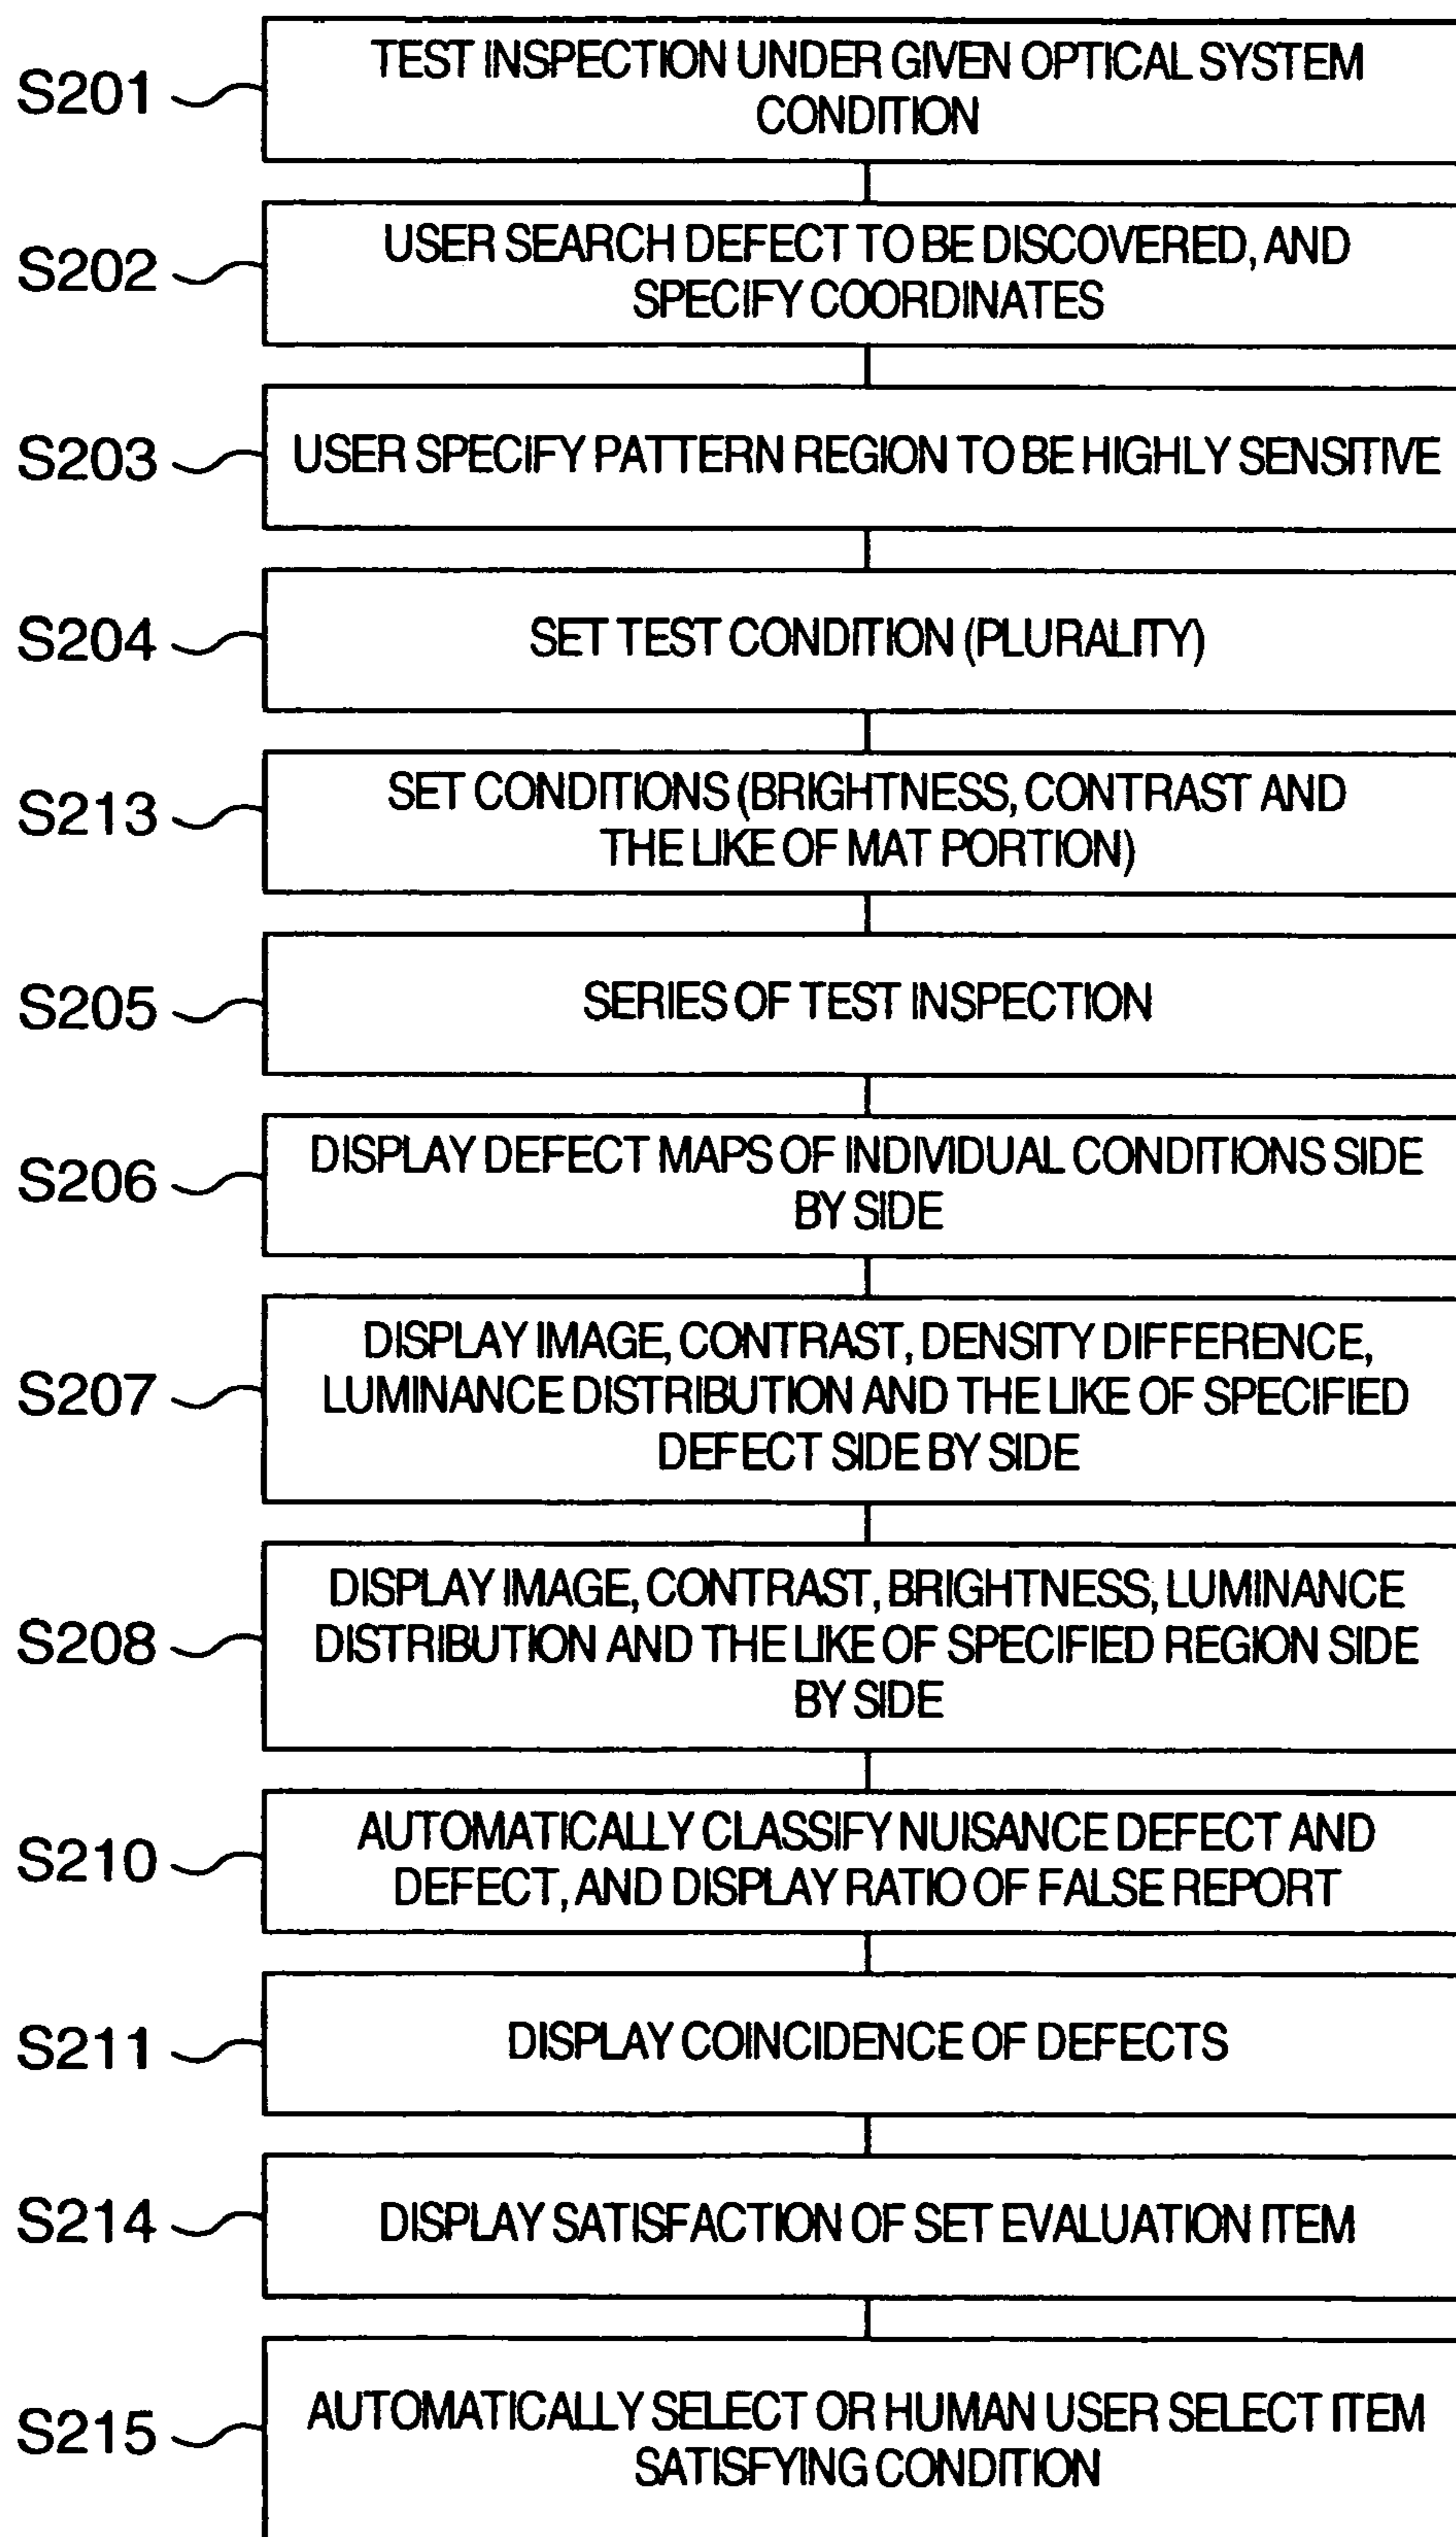 S201
TEST INSPECTION UNDER GIVEN OPTICAL SYSTEM
CONDITION
S202
USER SEARCH DEFECT TO BE DISCOVERED, AND
SPECIFY COORDINATES
S203
USER SPECIFY PATTERN REGION TO BE HIGHLY SENSITIVE
S204
SET TEST CONDITION (PLURALITY)
S213
SET CONDITIONS (BRIGHTNESS, CONTRAST AND
THE LIKE OF MAT PORTION)
S205
SERIES OF TEST INSPECTION
S206
DISPLAY DEFECT MAPS OF INDIVIDUAL CONDITIONS SIDE
BY SIDE
S207
DISPLAY IMAGE, CONTRAST, DENSITY DIFFERENCE,
LUMINANCE DISTRIBUTION AND THE LIKE OF SPECIFIED
DEFECT SIDE BY SIDE
S208
DISPLAY IMAGE, CONTRAST, BRIGHTNESS, LUMINANCE
DISTRIBUTION AND THE LIKE OF SPECIFIED REGION SIDE
BY SIDE
S210
AUTOMATICALLY CLASSIFY NUISANCE DEFECT AND
DEFECT, AND DISPLAY RATIO OF FALSE REPORT
S211
DISPLAY COINCIDENCE OF DEFECTS
S214
DISPLAY SATISFACTION OF SET EVALUATION ITEM
S215
AUTOMATICALLY SELECT OR HUMAN USER SELECT ITEM
SATISFYING CONDITION